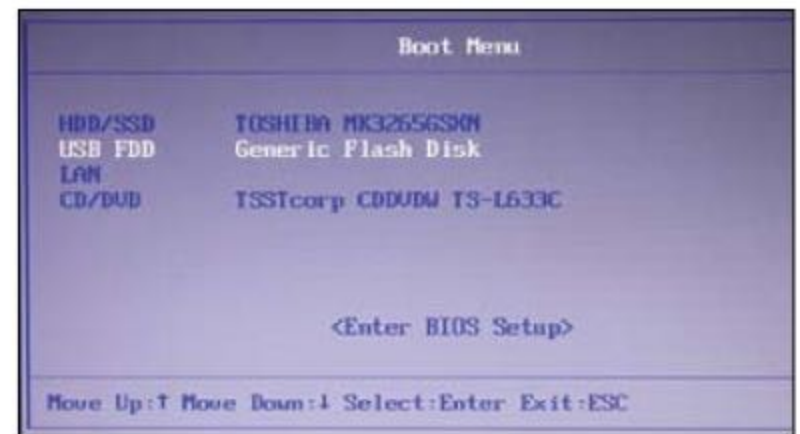 Boot Menu
HDD/SSD TOSHIBA MK3265GSXN
USB FDD Generic Flash Disk
LAN
CD/DVD TSSTcorp CDDVDW TS-L633C
<Enter BIOS Setup>
Move Up:↑ Move Down:↓ Select:Enter Exit:ESC